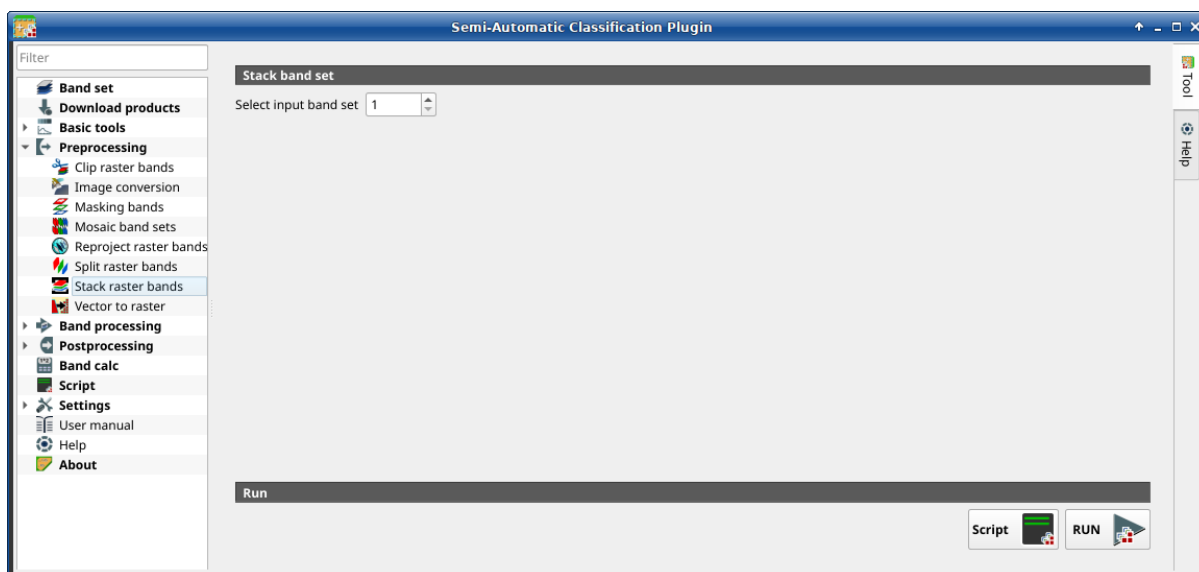 Semi-Automatic Classification Plugin
Filter
Band set
Download products
Basic tools
Preprocessing
Clip raster bands
Image conversion
Masking bands
Mosaic band sets
Reproject raster bands
Split raster bands
Stack raster bands
Vector to raster
Band processing
Postprocessing
Band calc
Script
Settings
User manual
Help
About
Stack band set
Select input band set 1
Run
Script RUN
Tool
Help